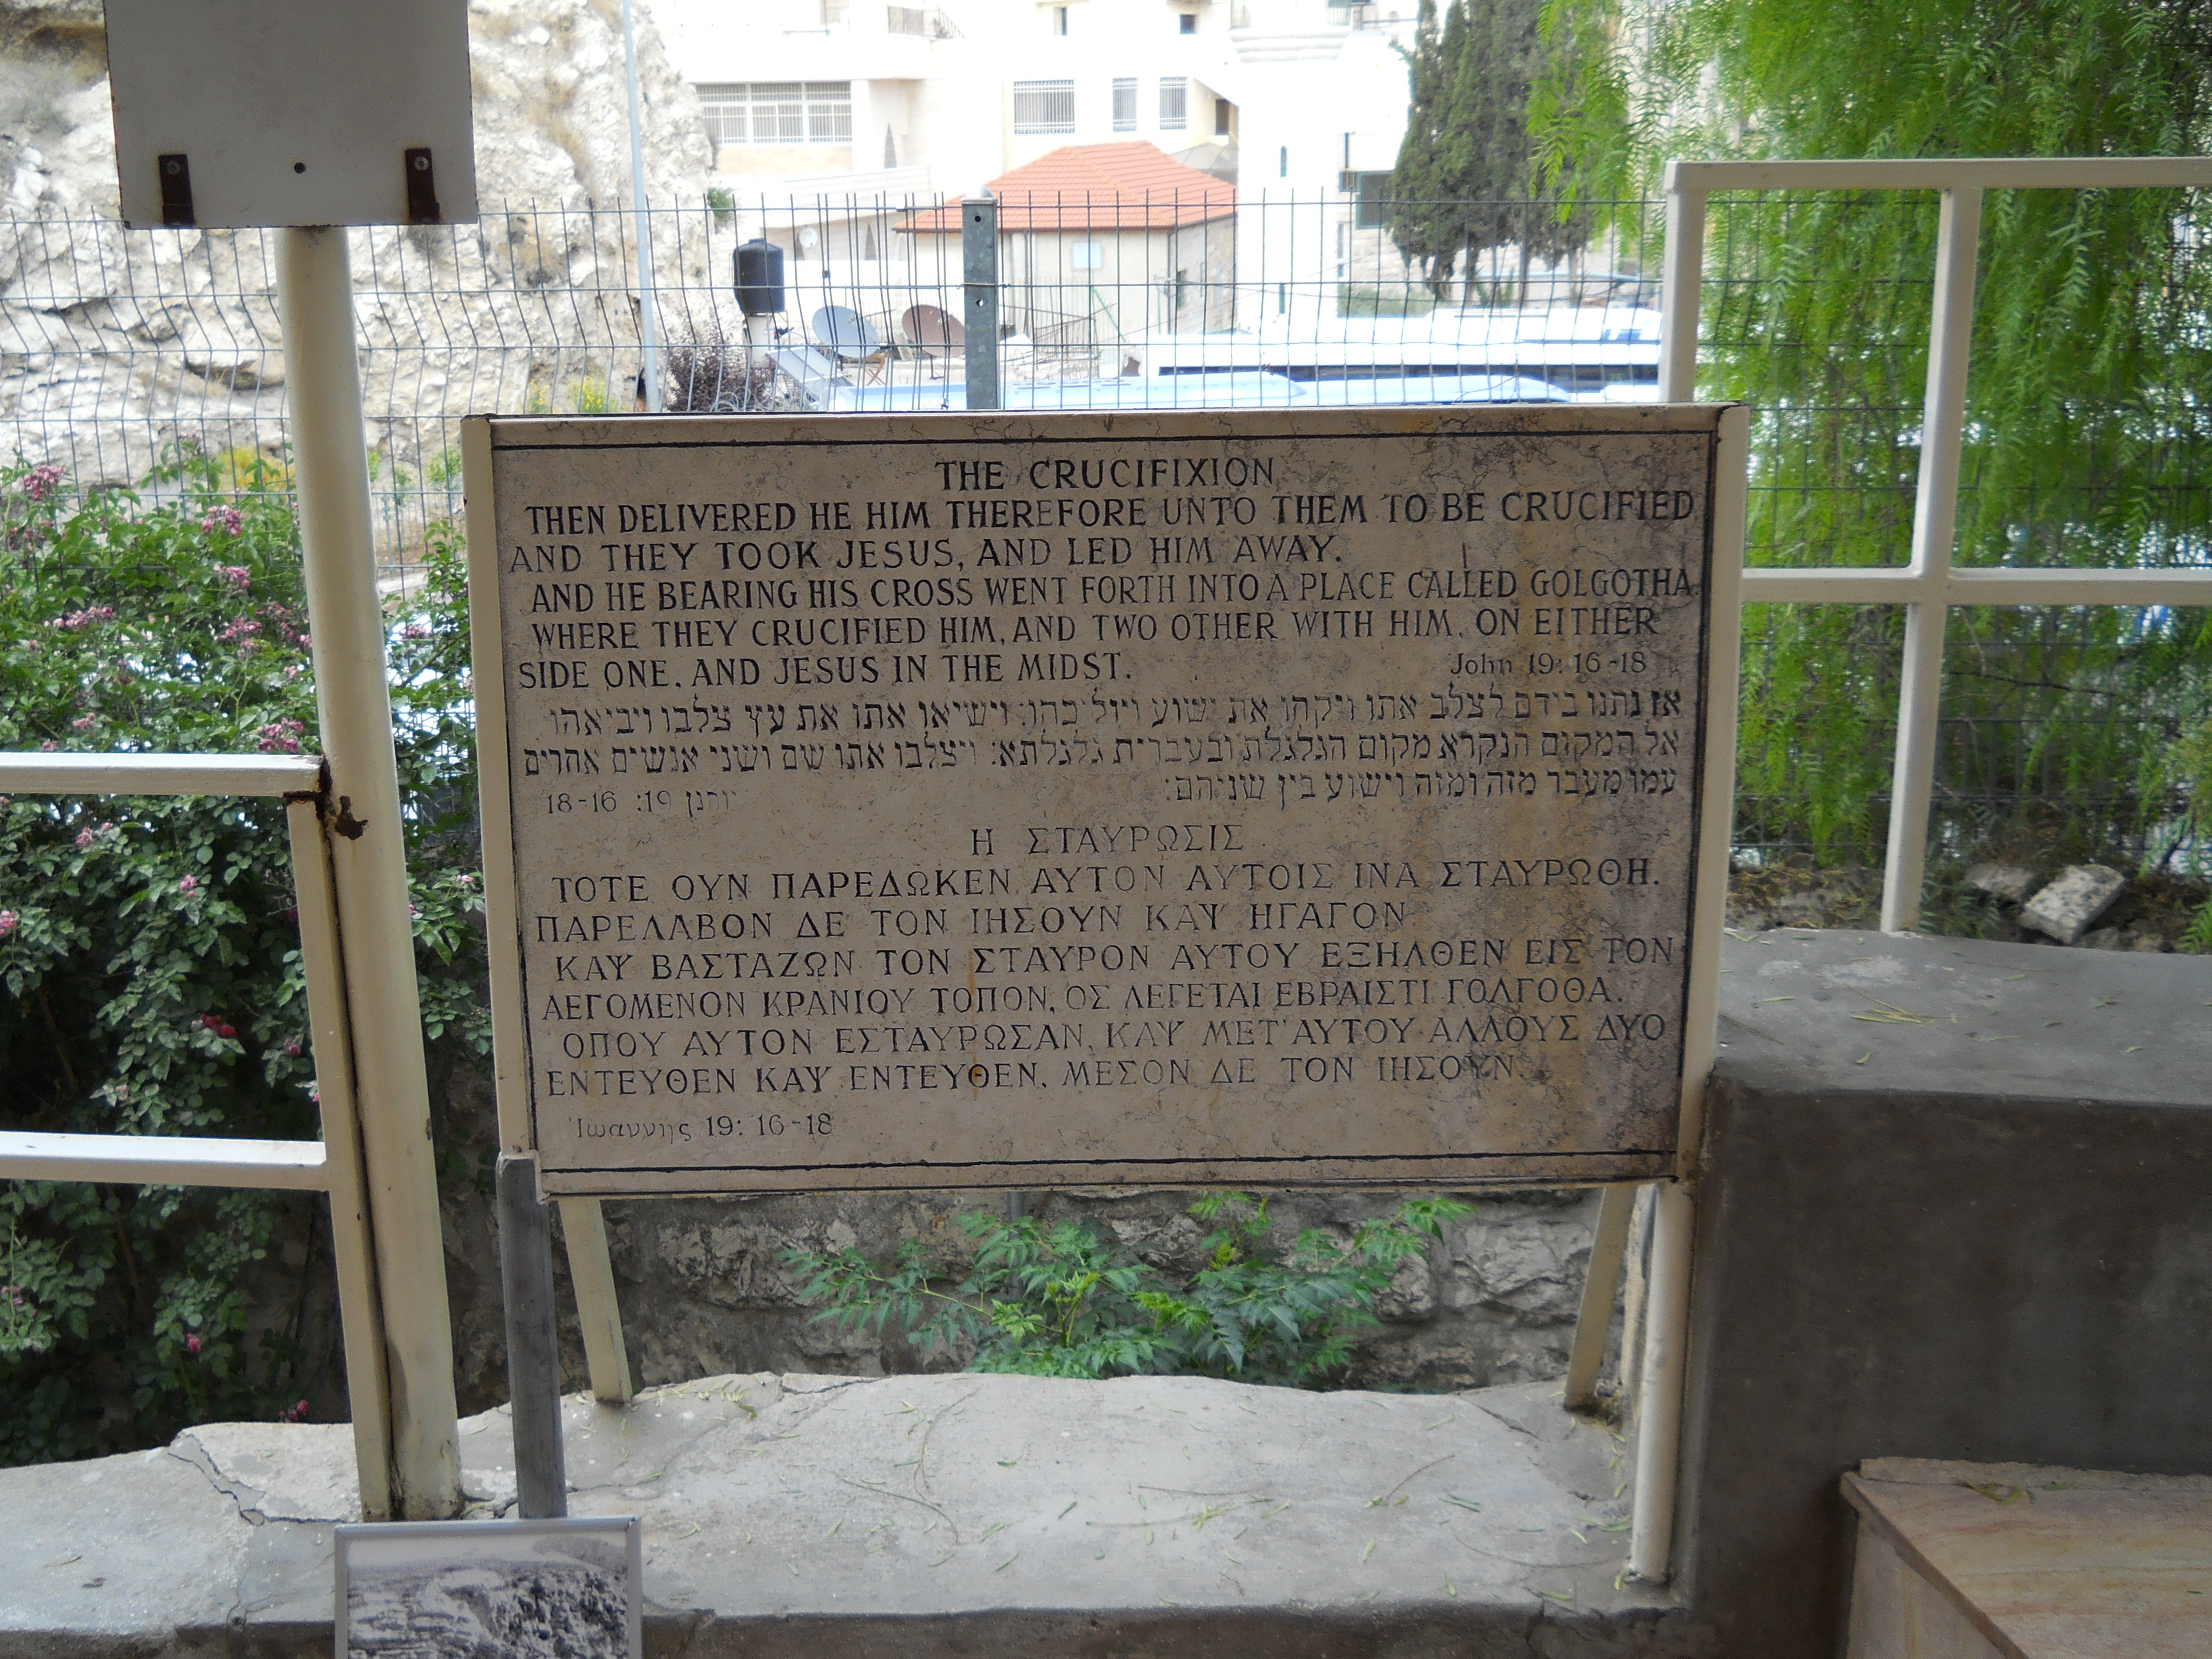 THE CRUCIFIXION
THEN DELIVERED HE HIM THEREFORE UNTO THEM TO BE CRUCIFIED
AND THEY TOOK JESUS, AND LED HIM AWAY.
AND HE BEARING HIS CROSS WENT FORTH INTO A PLACE CALLED GOLGOTHA
WHERE THEY CRUCIFIED HIM, AND TWO OTHER WITH HIM, ON EITHER
SIDE ONE, AND JESUS IN THE MIDST.
John 19: 16-18
אז נתנו בידם לצלב אתו ויקחו את ישוע ויוליכהו: וישיאו אתו את עץ צלבו ויביאהו
אל המקום הנקרא מקום הגלגלת ובעברית גלגלתא: ויצלבו אתו שם ושני אנשים אחרים
עמו מעבר מזה ומזה וישוע בין שניהם:
יוחנן 19: 18-16
Η ΣΤΑΥΡΩΣΙΣ
ΤΟΤΕ ΟΥΝ ΠΑΡΕΔΩΚΕΝ ΑΥΤΟΝ ΑΥΤΟΙΣ ΙΝΑ ΣΤΑΥΡΩΘΗ.
ΠΑΡΕΛΑΒΟΝ ΔΕ ΤΟΝ ΙΗΣΟΥΝ ΚΑΨ ΗΓΑΓΟΝ
ΚΑΨ ΒΑΣΤΑΖΩΝ ΤΟΝ ΣΤΑΥΡΟΝ ΑΥΤΟΥ ΕΞΗΛΘΕΝ ΕΙΣ ΤΟΝ
ΛΕΓΟΜΕΝΟΝ ΚΡΑΝΙΟΥ ΤΟΠΟΝ, ΟΣ ΛΕΓΕΤΑΙ ΕΒΡΑΙΣΤΙ ΓΟΛΓΟΘΑ.
ΟΠΟΥ ΑΥΤΟΝ ΕΣΤΑΥΡΩΣΑΝ, ΚΑΨ ΜΕΤ'ΑΥΤΟΥ ΑΛΛΟΥΣ ΔΥΟ
ΕΝΤΕΥΘΕΝ ΚΑΨ ΕΝΤΕΥΘΕΝ, ΜΕΣΟΝ ΔΕ ΤΟΝ ΙΗΣΟΥΝ.
Ἰωαννης 19: 16-18